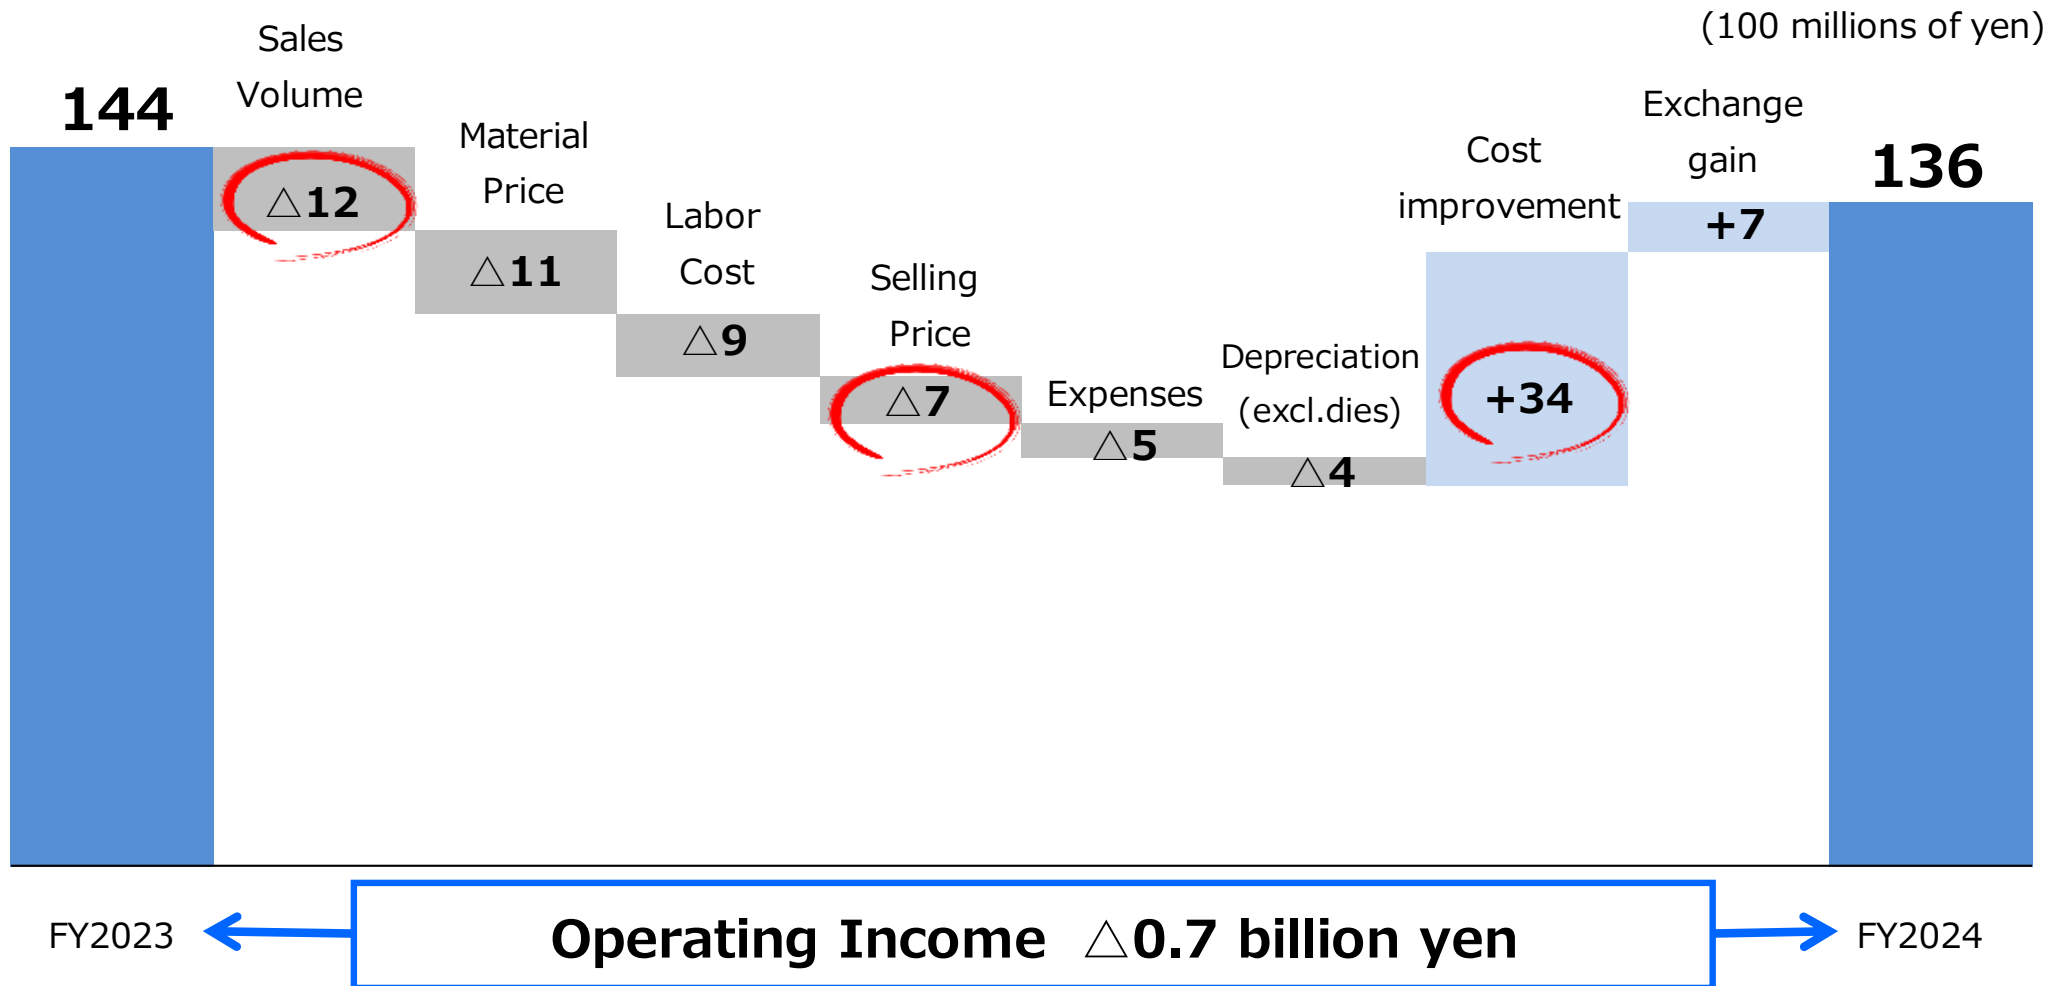 (100 millions of yen)
144
Sales
Volume
△12
Material
Price
△11
Labor
Cost
△9
Selling
Price
△7
Expenses
△5
Depreciation
(excl.dies)
△4
Cost
improvement
+34
Exchange
gain
+7
136
FY2023
Operating Income △0.7 billion yen
FY2024